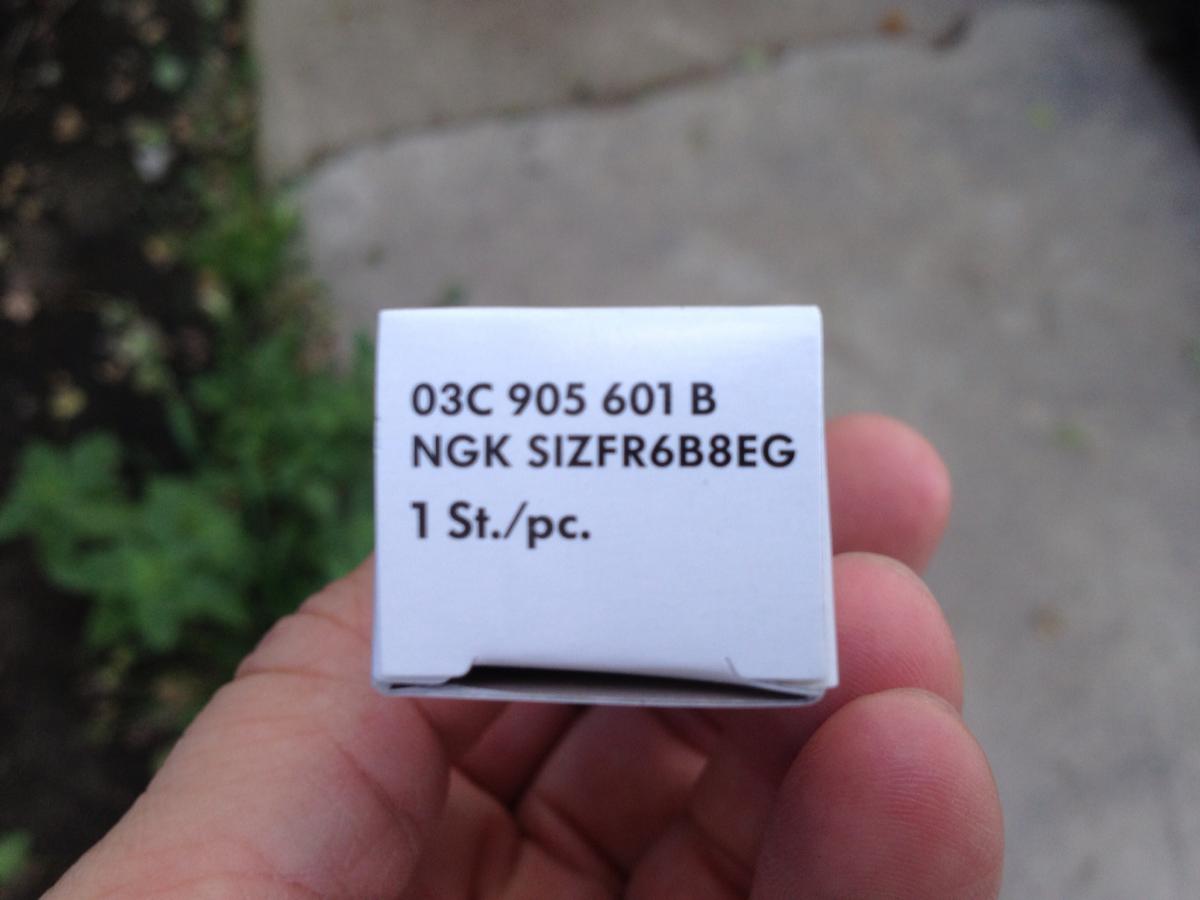 03C 905 601 B
NGK SIZFR6B8EG
1 St./pc.